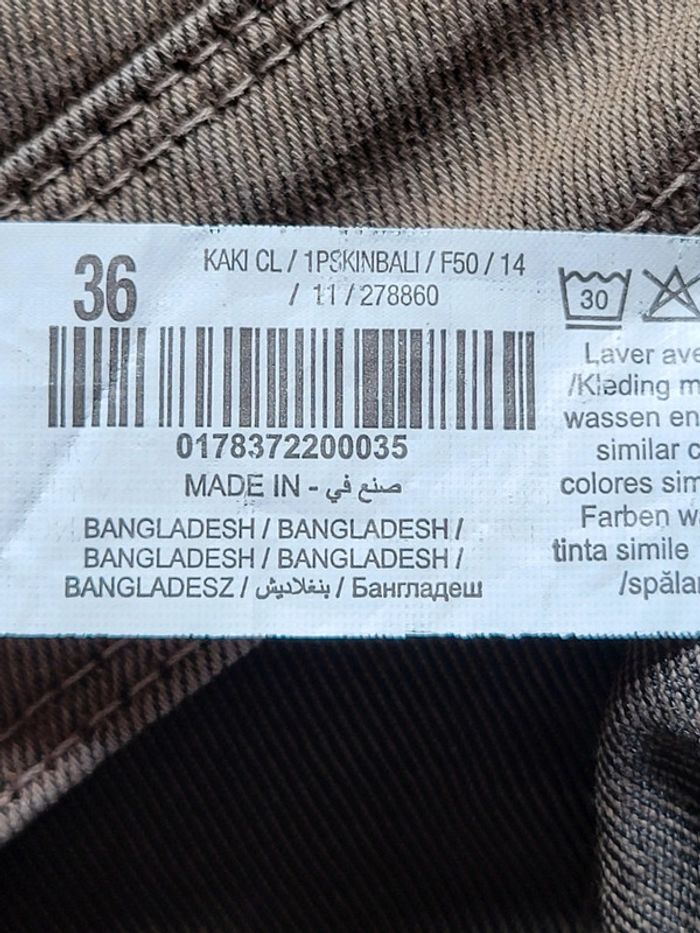 36
KAKI CL / 1PSKINBALI / F50 / 14
/ 11 / 278860
0178372200035
MADE IN - صنع في
BANGLADESH / BANGLADESH /
BANGLADESH / BANGLADESH /
BANGLADESZ / بنغلاديش / Бангладеш
30
Laver ave
/Kleding m
wassen en
similar c
colores sim
Farben w
tinta simile
/spălar